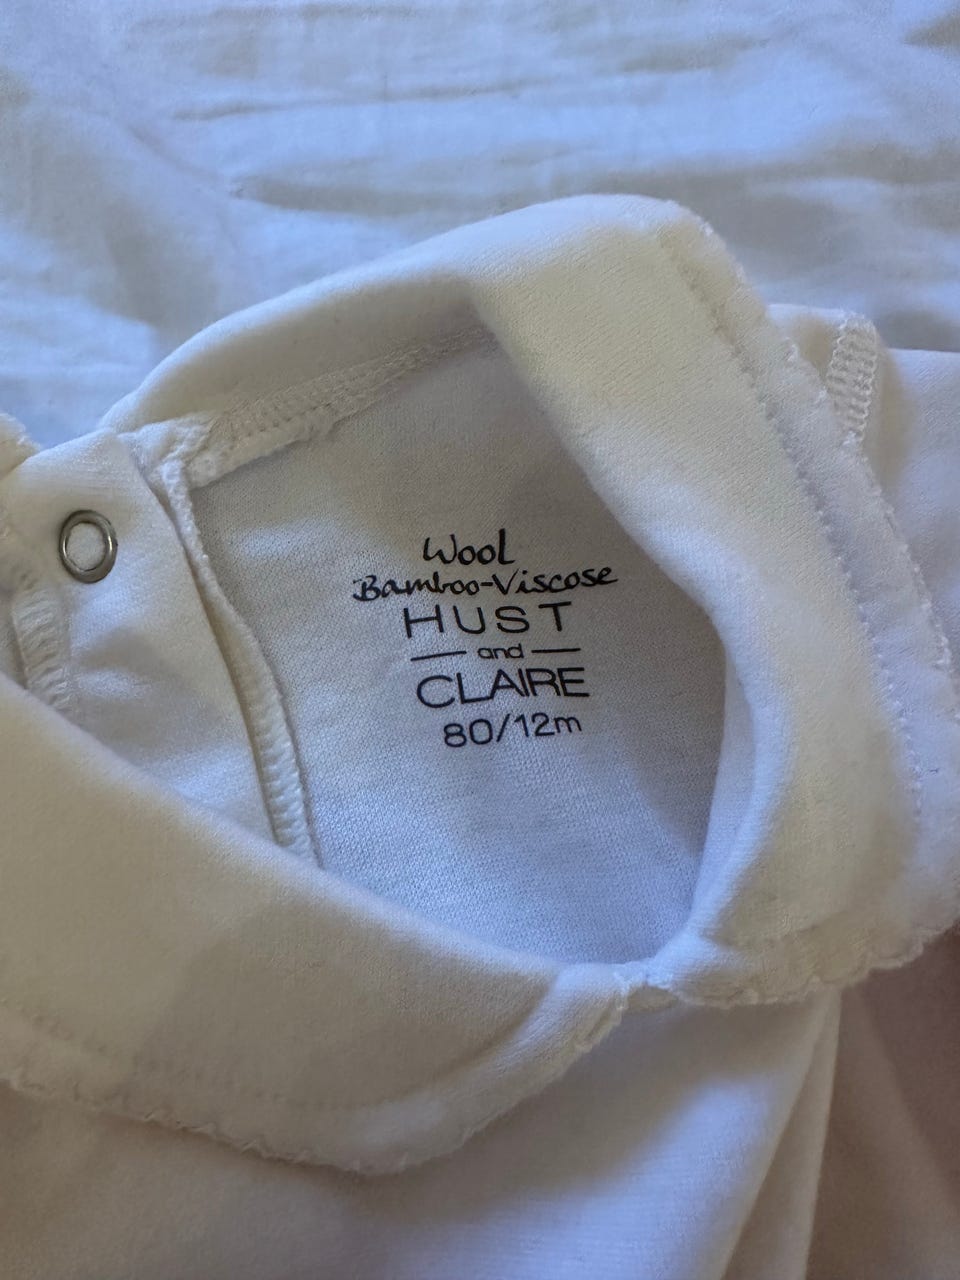 Wool
Bamboo-Viscose
HUST
and
CLAIRE
80/12m